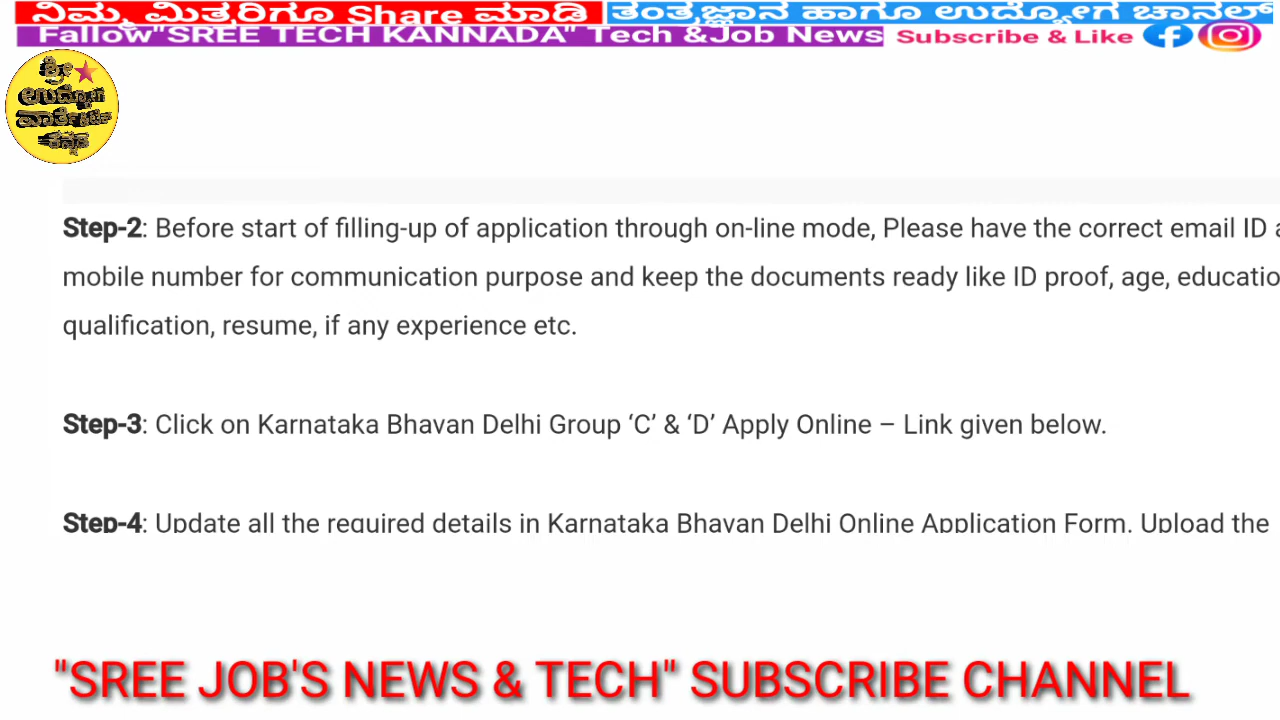 ನಿಮ್ಮ ಮಿತ್ರರಿಗೂ Share ಮಾಡಿ ತಂತ್ರಜ್ಞಾನ ಹಾಗೂ ಉದ್ಯೋಗ ಚಾನಲ್
Fallow"SREE TECH KANNADA" Tech &Job News Subscribe & Like
ಶ್ರೀ
ಉದ್ಯೋಗ
ಕನ್ನಡ
Step-2: Before start of filling-up of application through on-line mode, Please have the correct email ID a
mobile number for communication purpose and keep the documents ready like ID proof, age, educatio
qualification, resume, if any experience etc.
Step-3: Click on Karnataka Bhavan Delhi Group ‘C’ & ‘D’ Apply Online – Link given below.
Step-4: Update all the required details in Karnataka Bhavan Delhi Online Application Form. Upload the
"SREE JOB'S NEWS & TECH" SUBSCRIBE CHANNEL